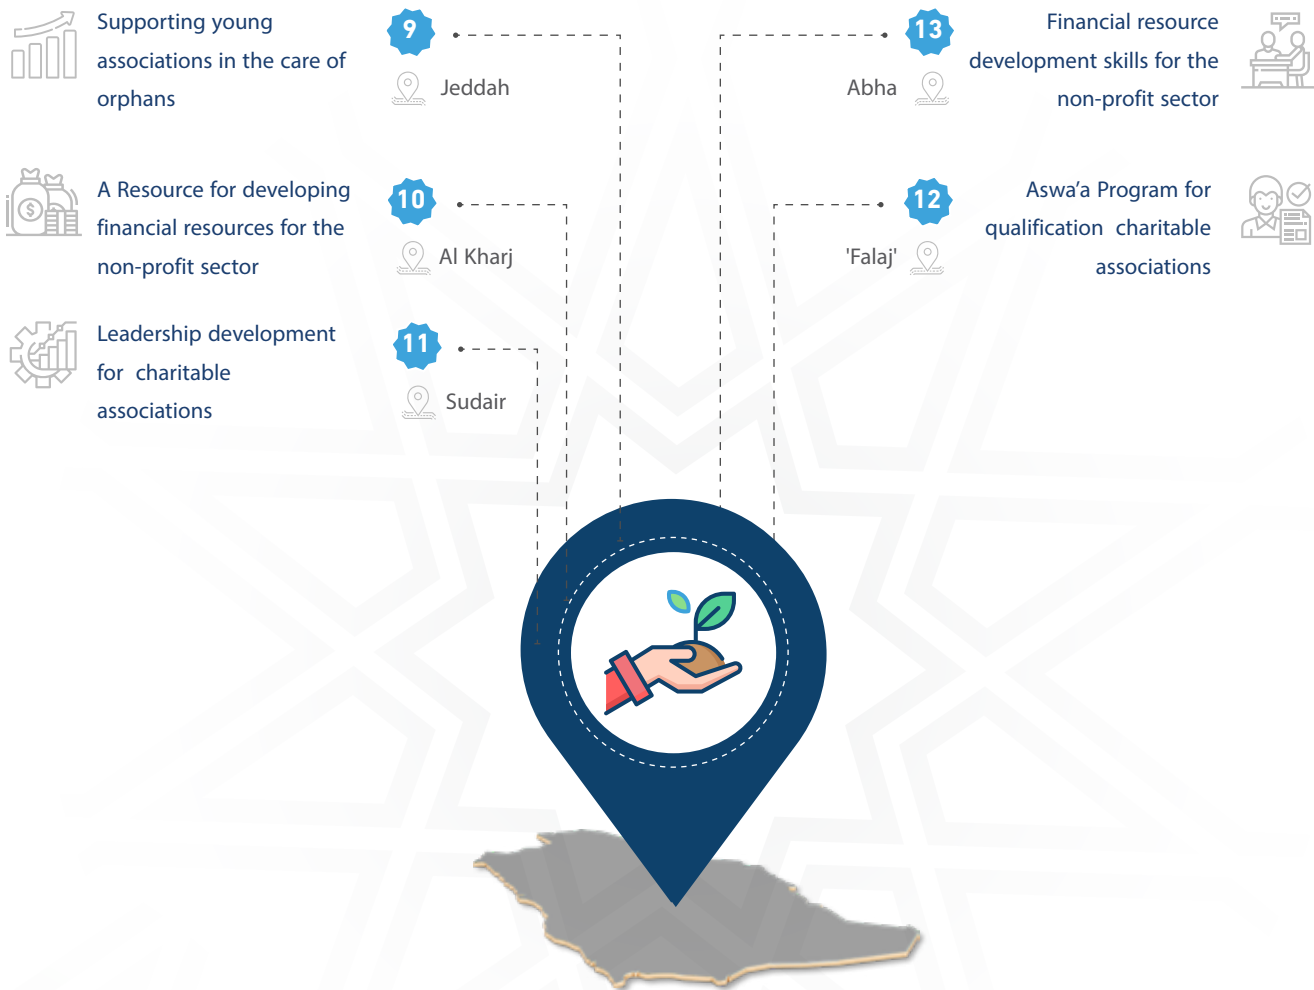 Supporting young
associations in the care of
orphans
9
Jeddah
A Resource for developing
financial resources for the
non-profit sector
10
Al Kharj
Leadership development
for charitable
associations
11
Sudair
13
Abha
Financial resource
development skills for the
non-profit sector
12
'Falaj'
Aswa’a Program for
qualification charitable
associations
$